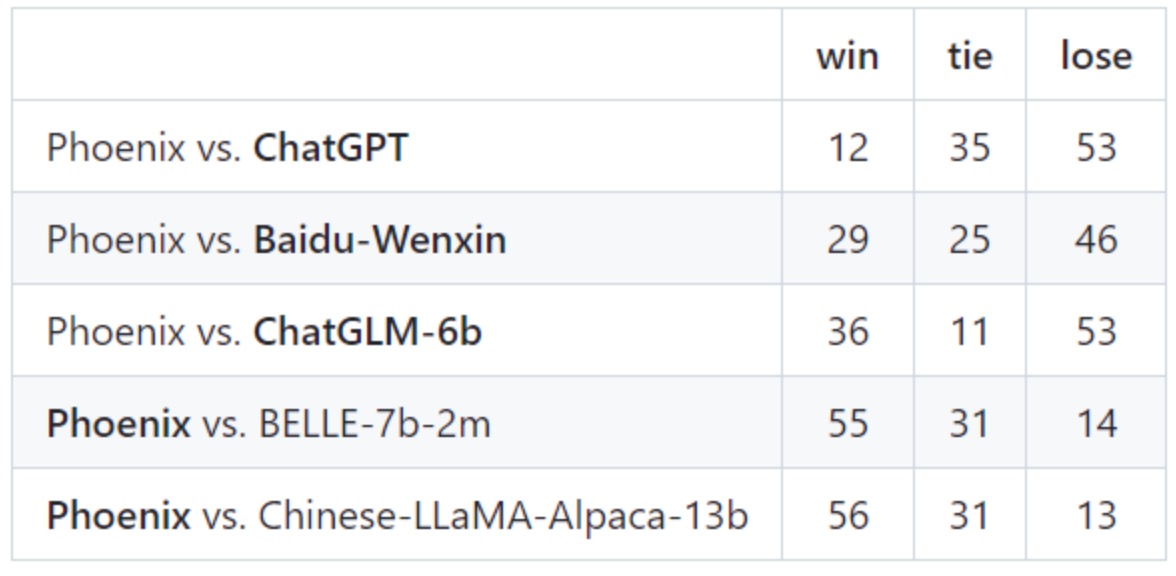 win tie lose
Phoenix vs. ChatGPT 12 35 53
Phoenix vs. Baidu-Wenxin 29 25 46
Phoenix vs. ChatGLM-6b 36 11 53
Phoenix vs. BELLE-7b-2m 55 31 14
Phoenix vs. Chinese-LLaMA-Alpaca-13b 56 31 13